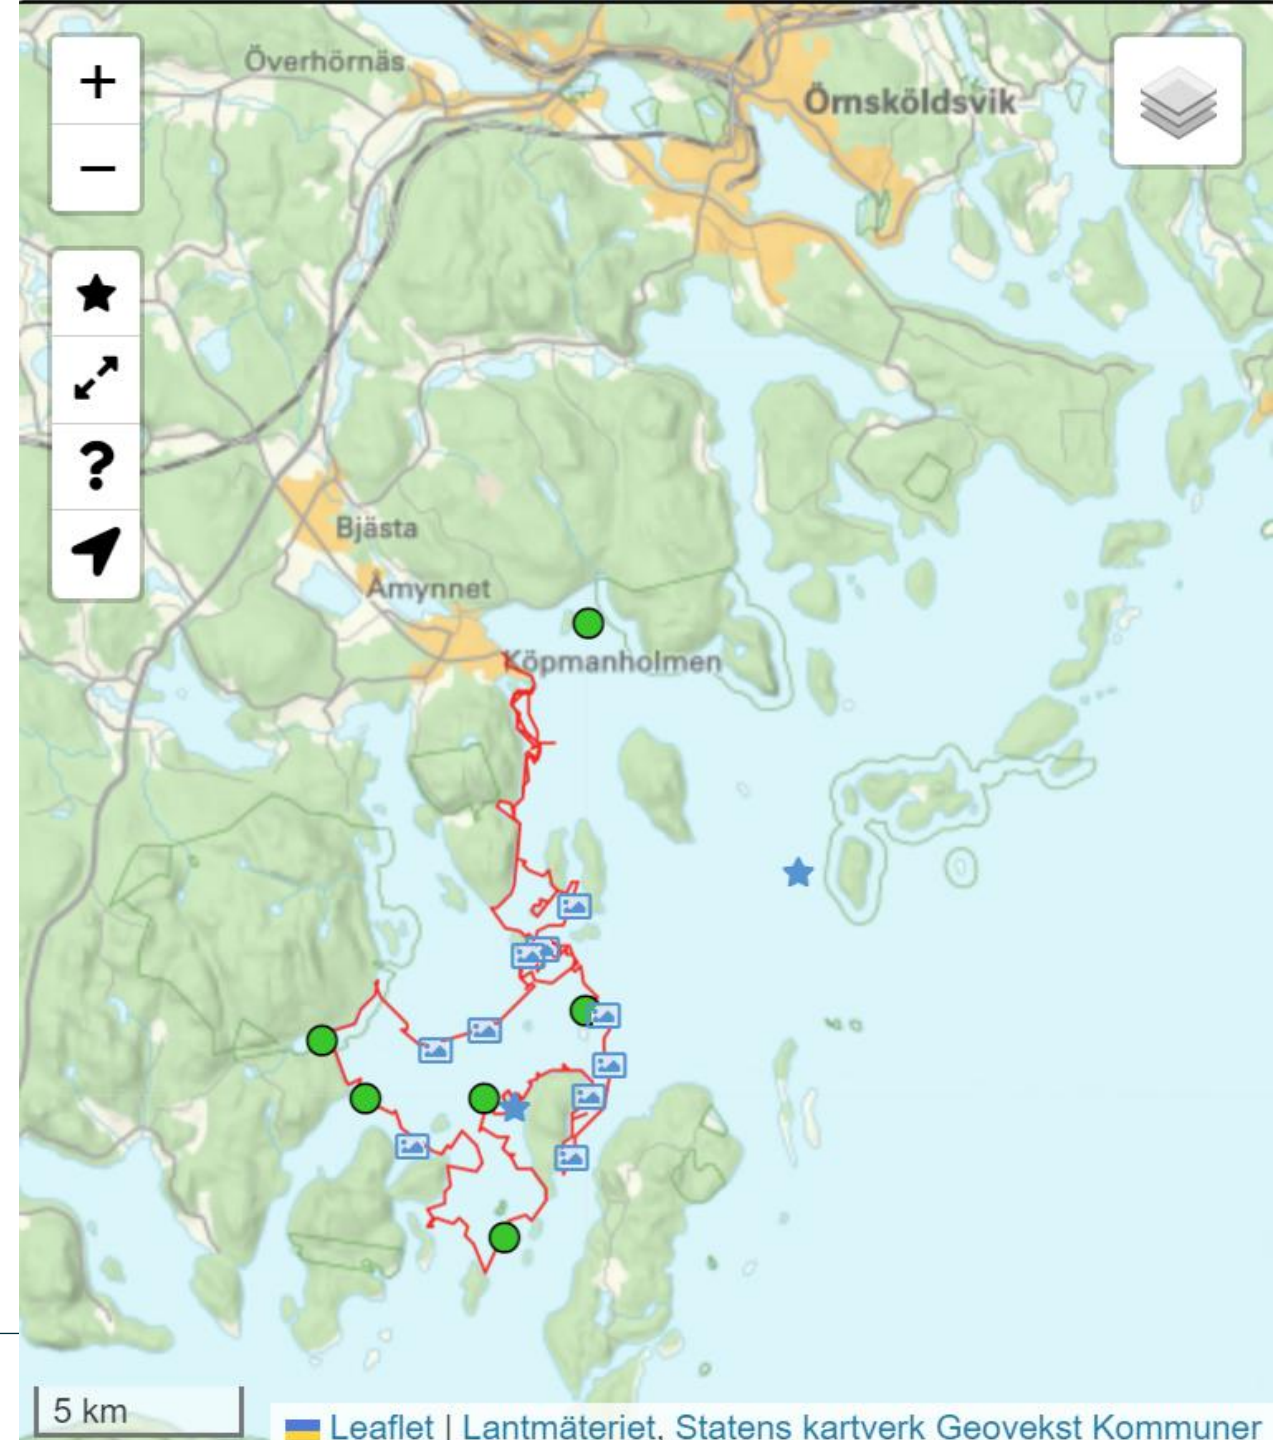 +
Överhörnäs
Örnsköldsvik
−
?
Bjästa
Åmynnet
Köpmanholmen
5 km
Leaflet | Lantmäteriet, Statens kartverk Geovekst Kommuner